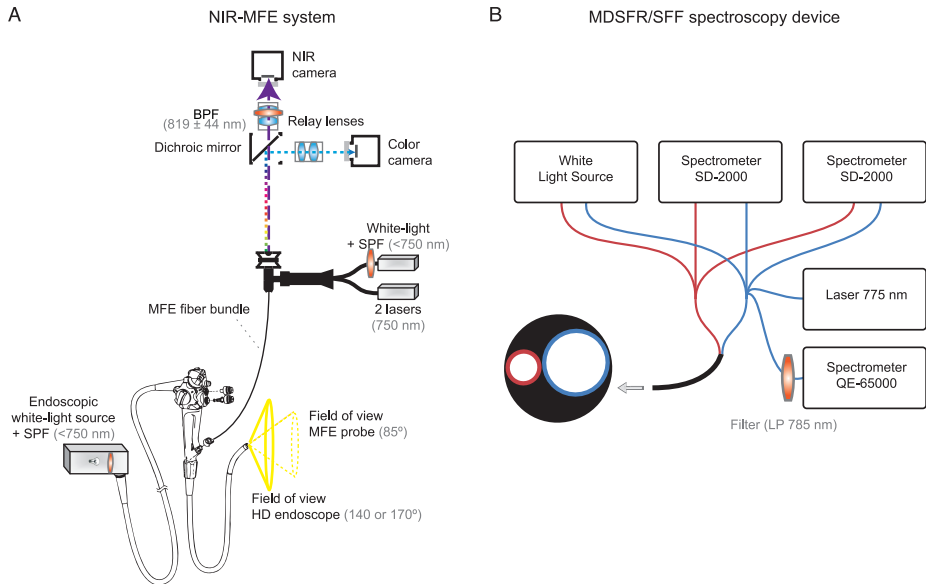 A
NIR-MFE system
NIR
camera
BPF
(819 ± 44 nm)
Relay lenses
Dichroic mirror
Color
camera
White-light
+ SPF (<750 nm)
2 lasers
(750 nm)
MFE fiber bundle
Endoscopic
white-light source
+ SPF (<750 nm)
Field of view
MFE probe (85º)
Field of view
HD endoscope (140 or 170º)
B
MDSFR/SFF spectroscopy device
White
Light Source
Spectrometer
SD-2000
Spectrometer
SD-2000
Laser 775 nm
Spectrometer
QE-65000
Filter (LP 785 nm)